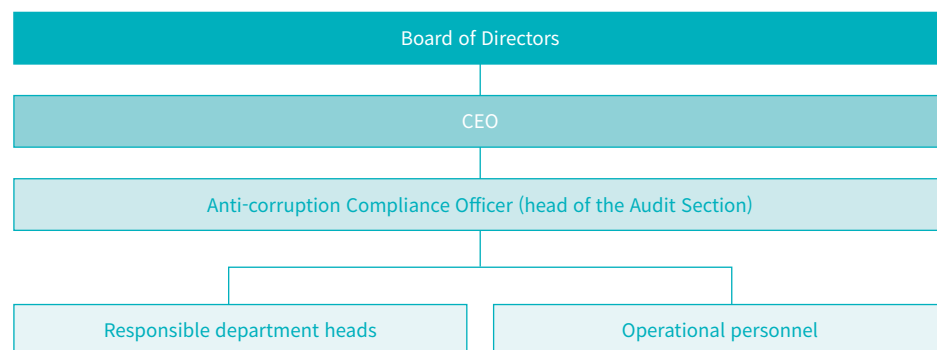 Board of Directors
CEO
Anti-corruption Compliance Officer (head of the Audit Section)
Responsible department heads
Operational personnel